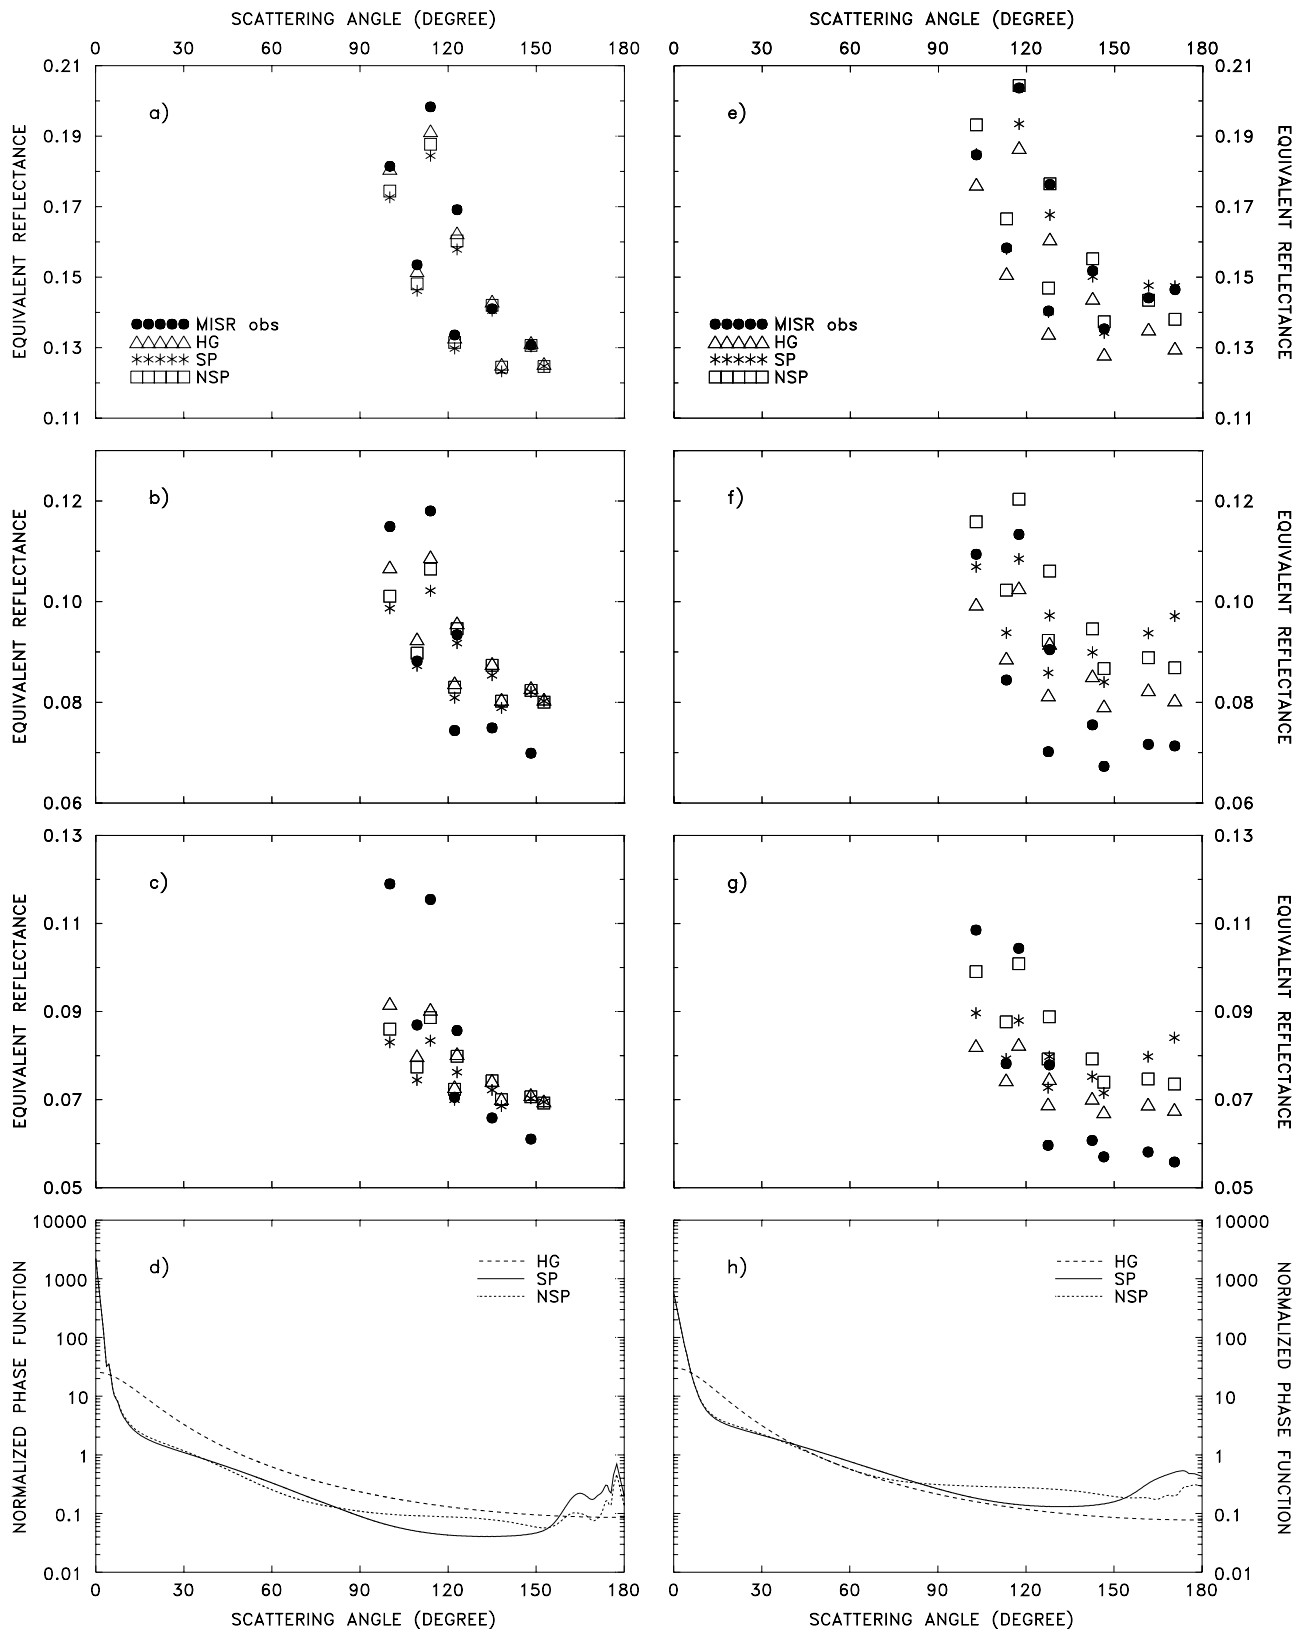 SCATTERING ANGLE (DEGREE)
SCATTERING ANGLE (DEGREE)
0 30 60 90 120 150 180
0 30 60 90 120 150 180
EQUIVALENT REFLECTANCE
0.21
0.19
0.17
0.15
0.13
0.11
a)
MISR obs
HG
SP
NSP
e)
MISR obs
HG
SP
NSP
0.21
0.19
0.17
0.15
0.13
0.11
EQUIVALENT REFLECTANCE
EQUIVALENT REFLECTANCE
0.12
0.10
0.08
0.06
b)
f)
0.12
0.10
0.08
0.06
EQUIVALENT REFLECTANCE
EQUIVALENT REFLECTANCE
0.13
0.11
0.09
0.07
0.05
c)
g)
0.13
0.11
0.09
0.07
0.05
EQUIVALENT REFLECTANCE
NORMALIZED PHASE FUNCTION
10000
1000
100
10
1
0.1
0.01
d)
HG
SP
NSP
h)
HG
SP
NSP
10000
1000
100
10
1
0.1
0.01
NORMALIZED PHASE FUNCTION
0 30 60 90 120 150 180
0 30 60 90 120 150 180
SCATTERING ANGLE (DEGREE)
SCATTERING ANGLE (DEGREE)